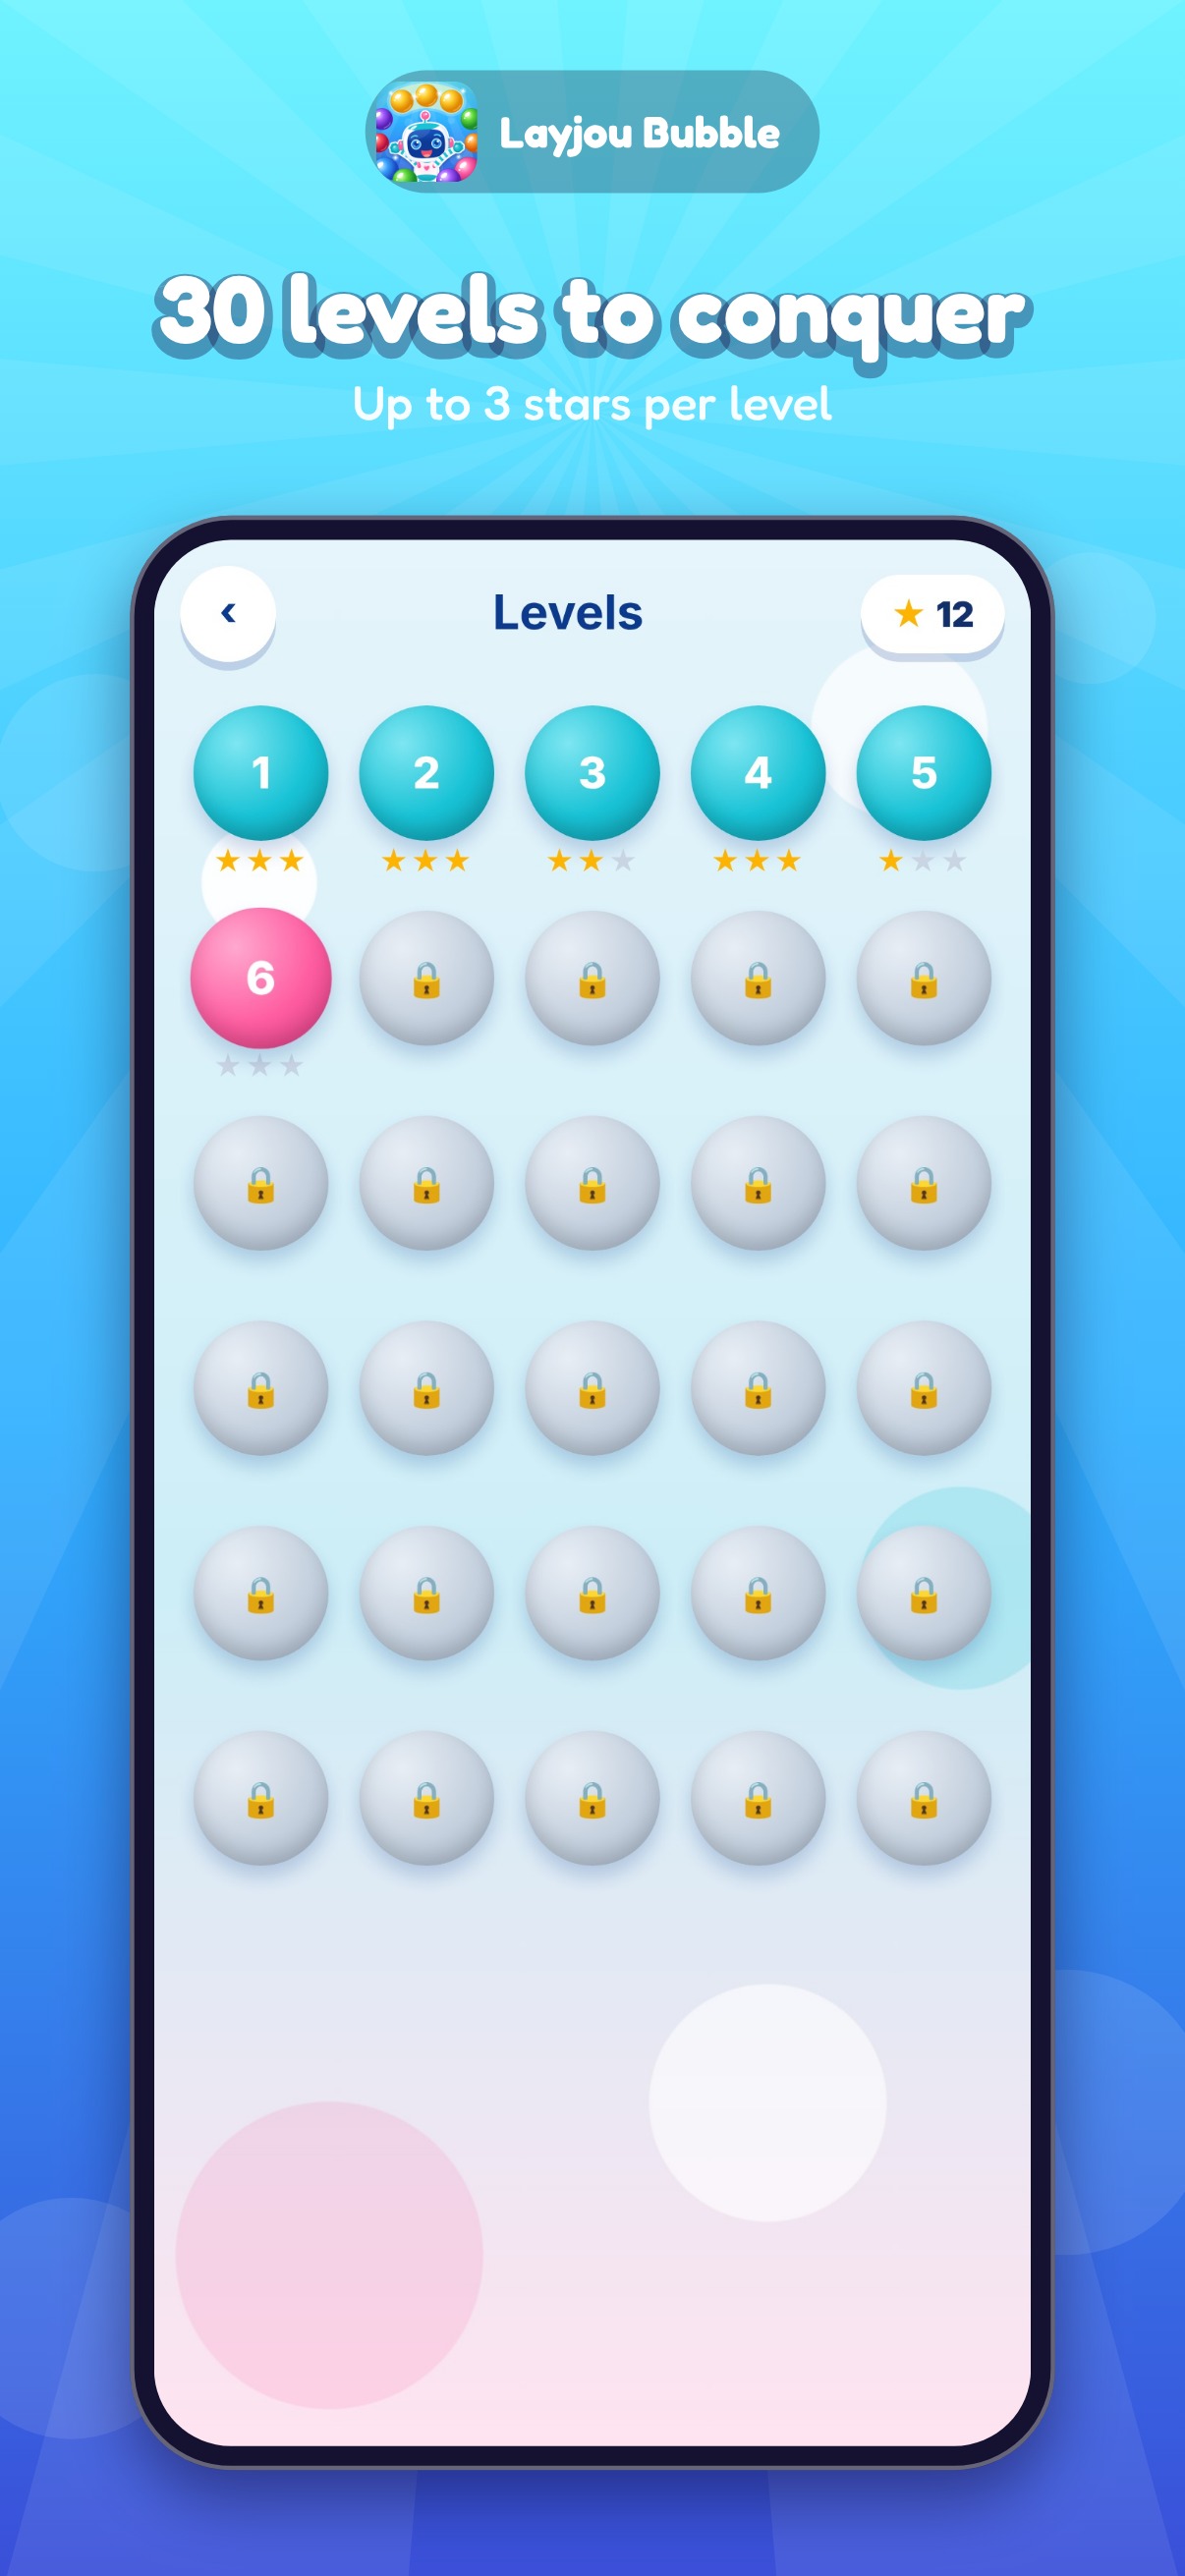 Layjou Bubble
30 levels to conquer
Up to 3 stars per level
‹ Levels ★ 12
1 2 3 4 5
★★★ ★★★ ★★★ ★★★ ★★★
6
★★★